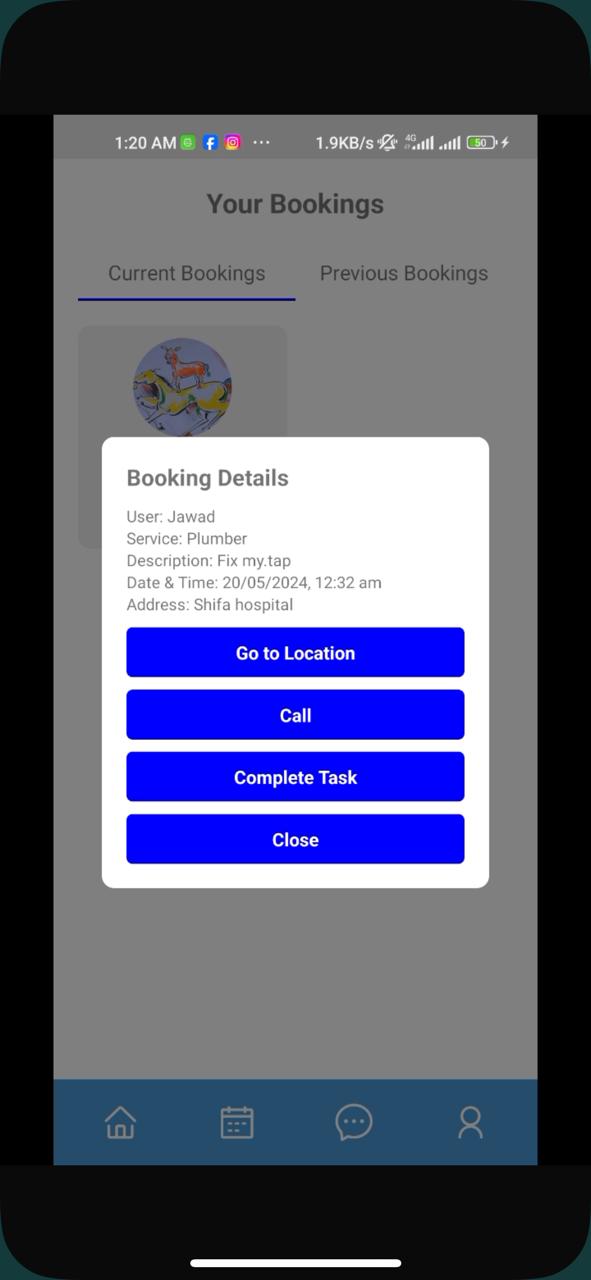 1:20 AM ··· 1.9KB/s 4G 50
Your Bookings
Current Bookings Previous Bookings
Booking Details
User: Jawad
Service: Plumber
Description: Fix my.tap
Date & Time: 20/05/2024, 12:32 am
Address: Shifa hospital
Go to Location
Call
Complete Task
Close